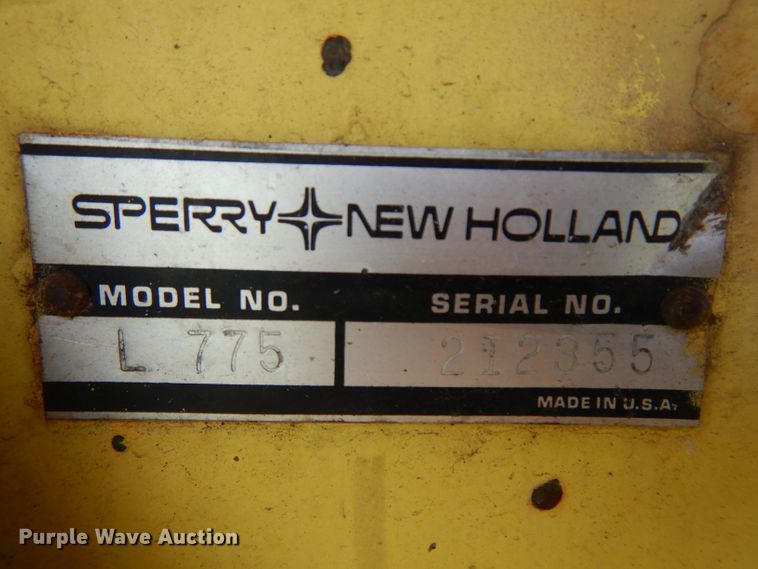 SPERRY NEW HOLLAND
MODEL NO. SERIAL NO.
L 775 212355
MADE IN U.S.A.
Purple Wave Auction